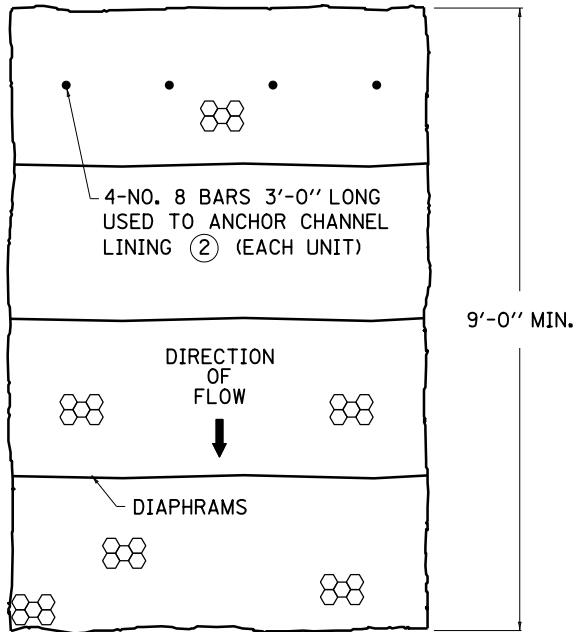 4-NO. 8 BARS 3'-0'' LONG
USED TO ANCHOR CHANNEL
LINING 2 (EACH UNIT)
9'-0'' MIN.
DIRECTION
OF
FLOW
DIAPHRAMS